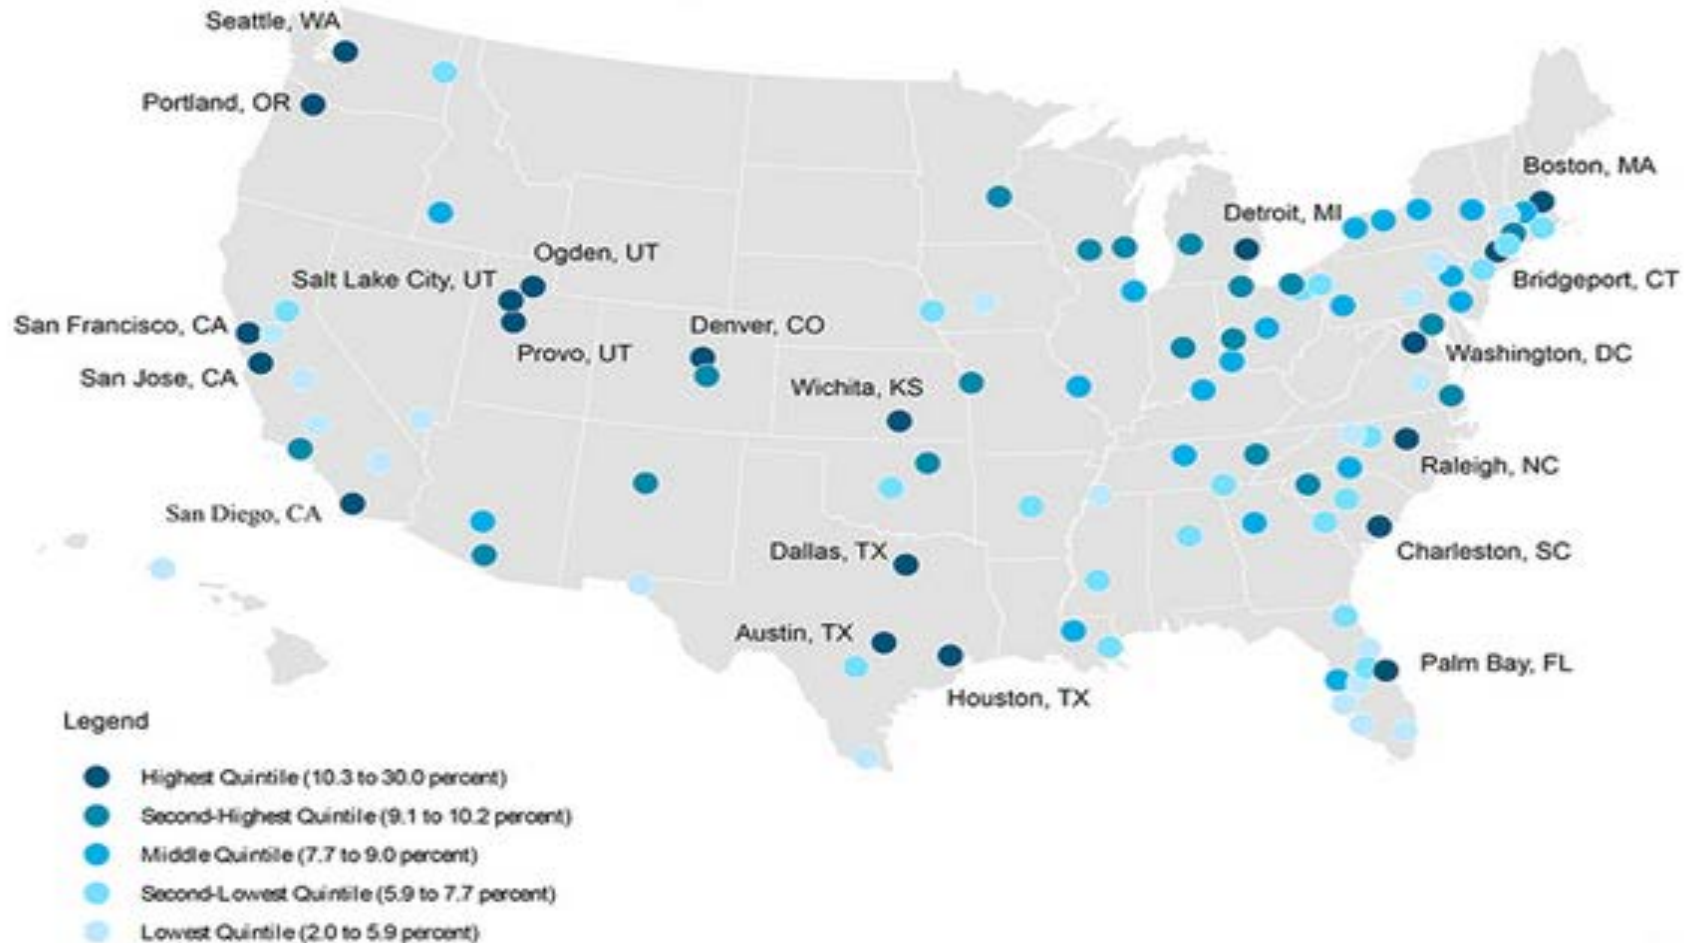 Seattle, WA
Portland, OR
Boston, MA
Detroit, MI
Ogden, UT
Salt Lake City, UT
Bridgeport, CT
San Francisco, CA
Denver, CO
Provo, UT
Washington, DC
San Jose, CA
Wichita, KS
Raleigh, NC
San Diego, CA
Dallas, TX
Charleston, SC
Austin, TX
Palm Bay, FL
Houston, TX
Legend
Highest Quintile (10.3 to 30.0 percent)
Second-Highest Quintile (9.1 to 10.2 percent)
Middle Quintile (7.7 to 9.0 percent)
Second-Lowest Quintile (5.9 to 7.7 percent)
Lowest Quintile (2.0 to 5.9 percent)